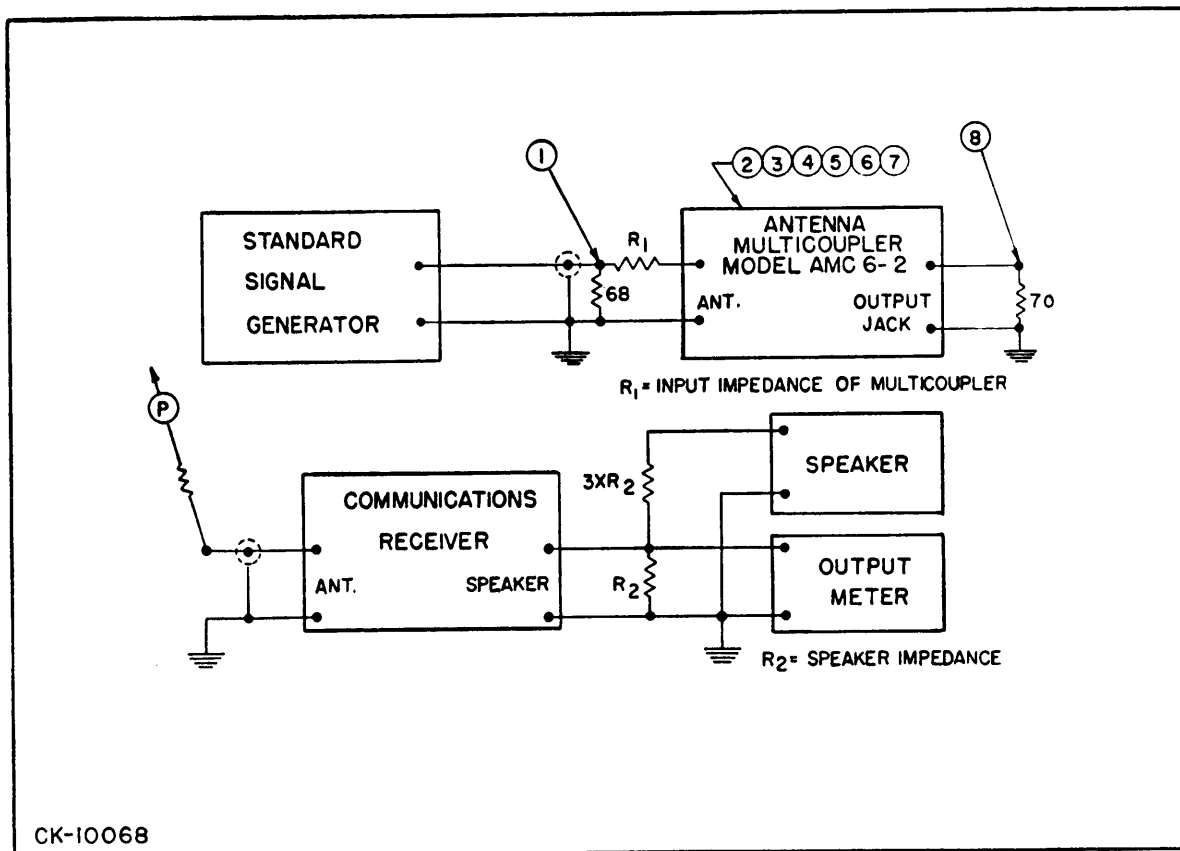 1
2 3 4 5 6 7
8
STANDARD
SIGNAL
GENERATOR
R1
68
ANTENNA
MULTICOUPLER
MODEL AMC 6-2
ANT.
OUTPUT
JACK
70
R1 = INPUT IMPEDANCE OF MULTICOUPLER
P
COMMUNICATIONS
RECEIVER
ANT.
SPEAKER
3XR2
R2
SPEAKER
OUTPUT
METER
R2= SPEAKER IMPEDANCE
CK-10068